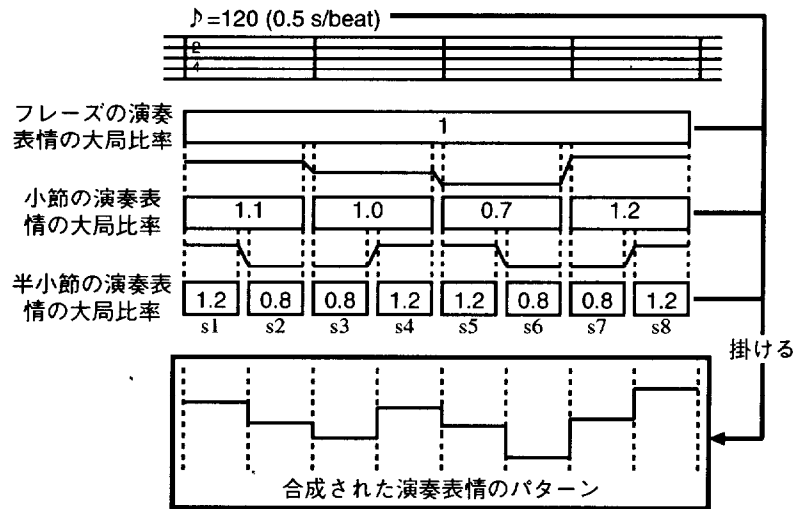 ♪=120 (0.5 s/beat)
2
4
フレーズの演奏
表情の大局比率
1
小節の演奏表
情の大局比率
1.1 1.0 0.7 1.2
半小節の演奏表
情の大局比率
1.2 0.8 0.8 1.2 1.2 0.8 0.8 1.2
s1 s2 s3 s4 s5 s6 s7 s8
掛ける
合成された演奏表情のパターン